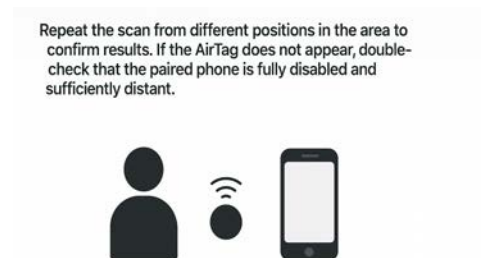 Repeat the scan from different positions in the area to
confirm results. If the AirTag does not appear, double-
check that the paired phone is fully disabled and
sufficiently distant.